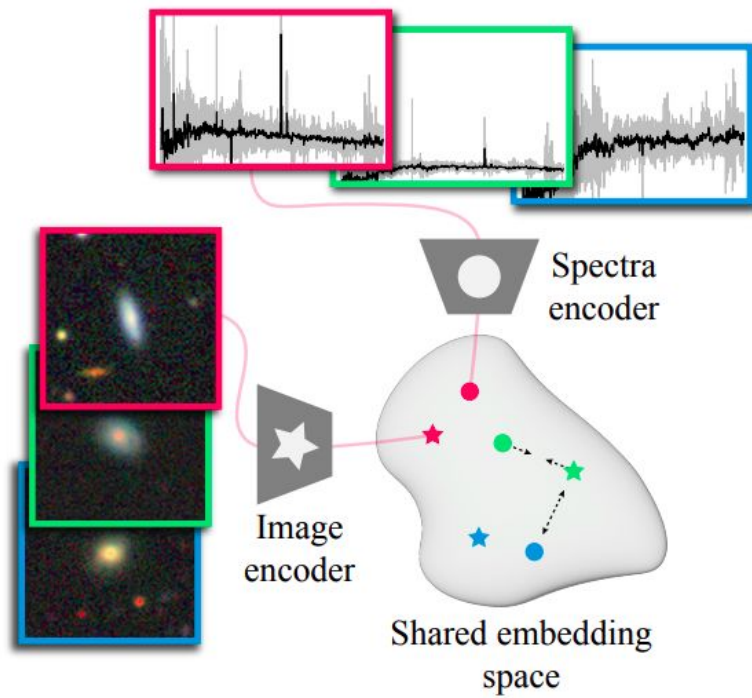 Spectra
encoder
Image
encoder
Shared embedding
space